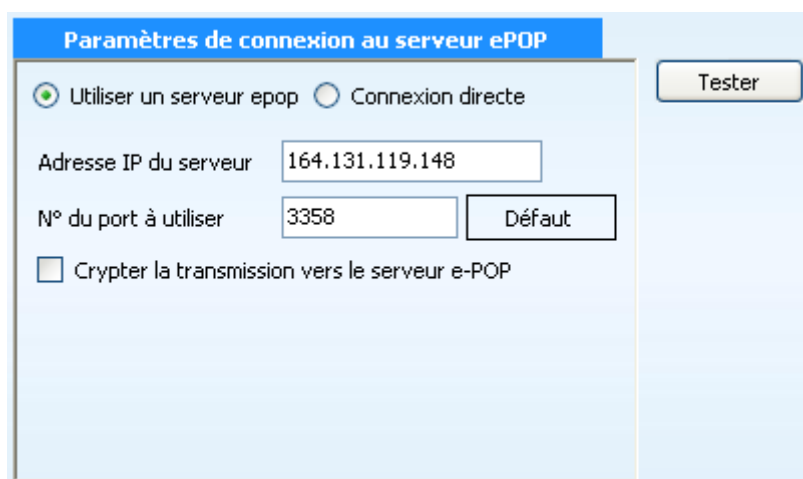 Paramètres de connexion au serveur ePOP
Tester
Utiliser un serveur epop Connexion directe
Adresse IP du serveur 164.131.119.148
N° du port à utiliser 3358 Défaut
Crypter la transmission vers le serveur e-POP